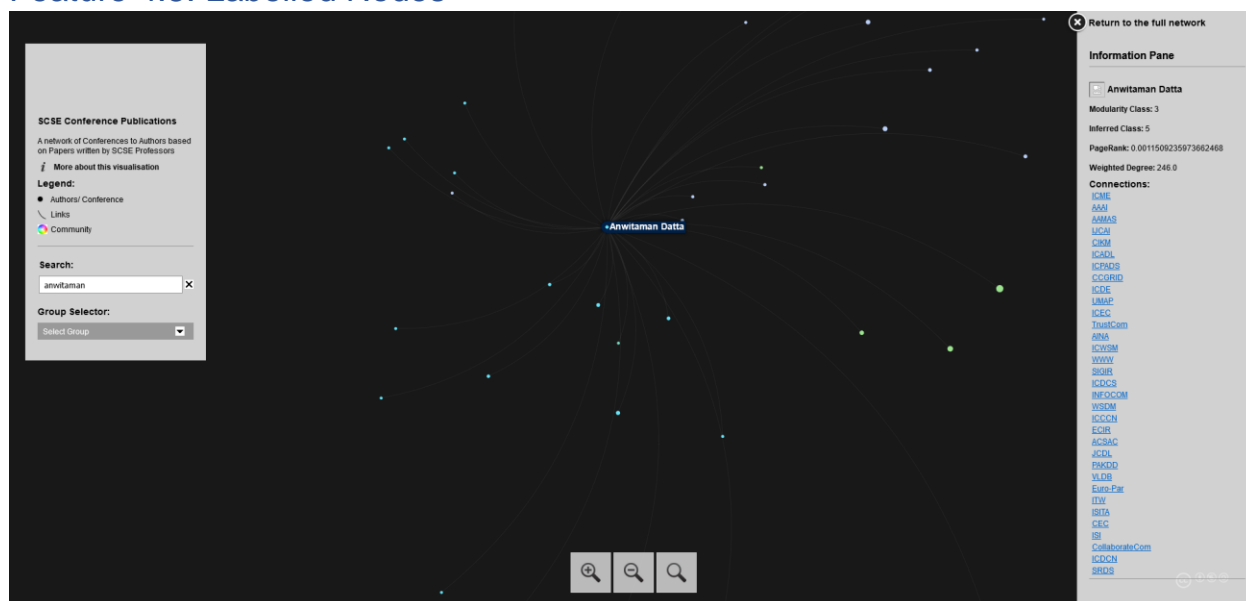 SCSE Conference Publications
A network of Conferences to Authors based
on Papers written by SCSE Professors
i More about this visualisation
Legend:
Authors/ Conference
Links
Community
Search:
anwitaman
Group Selector:
Select Group
Anwitaman Datta
Return to the full network
Information Pane
Anwitaman Datta
Modularity Class: 3
Inferred Class: 5
PageRank: 0.0011509235973662468
Weighted Degree: 246.0
Connections:
ICME
AAAI
AAMAS
IJCAI
CIKM
ICADL
ICPADS
CCGRID
ICDE
UMAP
ICEC
TrustCom
AINA
ICWSM
WWW
SIGIR
ICDCS
INFOCOM
WSDM
ICCCN
ECIR
ACSAC
JCDL
PAKDD
VLDB
Euro-Par
ITW
ISITA
CEC
ISI
CollaborateCom
ICDCN
SRDS